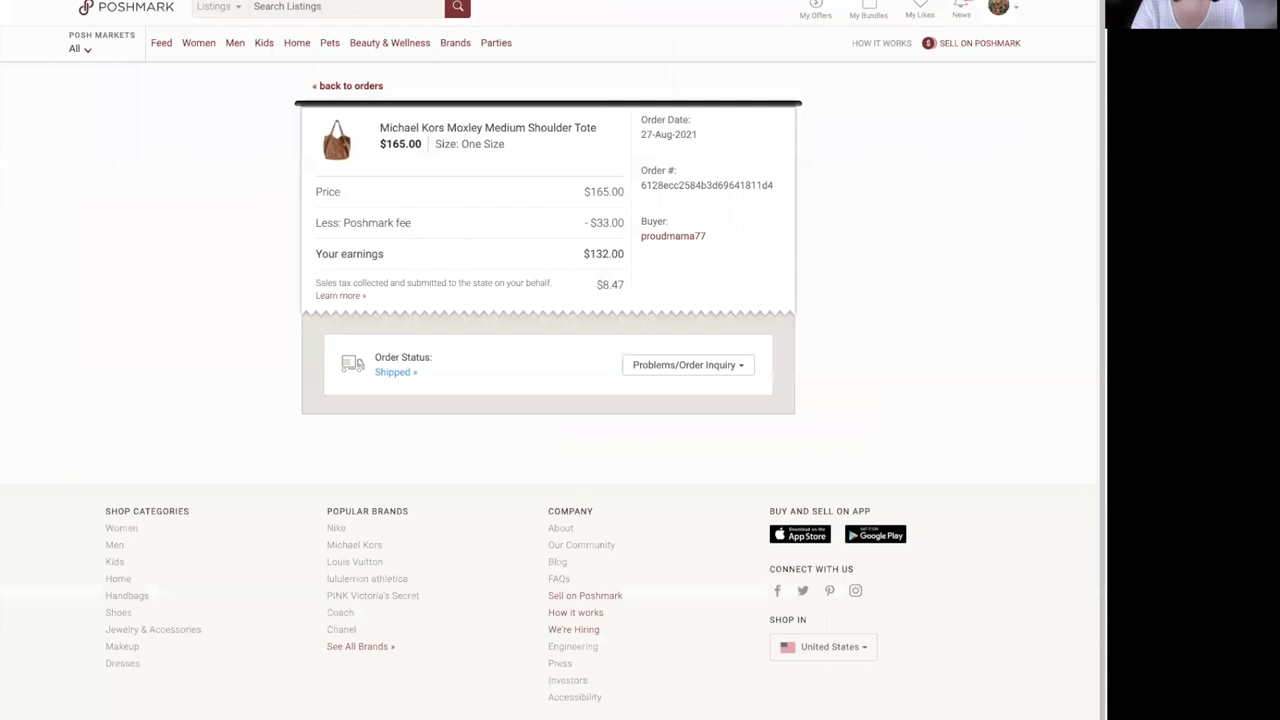 POSHMARK
Listings
Search Listings
My Offers
My Bundles
My Likes
News
POSH MARKETS
All
Feed
Women
Men
Kids
Home
Pets
Beauty & Wellness
Brands
Parties
HOW IT WORKS
$ SELL ON POSHMARK
« back to orders
Michael Kors Moxley Medium Shoulder Tote
$165.00
Size: One Size
Price $165.00
Less: Poshmark fee - $33.00
Your earnings $132.00
Sales tax collected and submitted to the state on your behalf. $8.47
Learn more »
Order Date:
27-Aug-2021
Order #:
6128ecc2584b3d69641811d4
Buyer:
proudmama77
Order Status:
Shipped »
Problems/Order Inquiry
SHOP CATEGORIES
Women
Men
Kids
Home
Handbags
Shoes
Jewelry & Accessories
Makeup
Dresses
POPULAR BRANDS
Nike
Michael Kors
Louis Vuitton
lululemon athletica
PINK Victoria's Secret
Coach
Chanel
See All Brands »
COMPANY
About
Our Community
Blog
FAQs
Sell on Poshmark
How it works
We're Hiring
Engineering
Press
Investors
Accessibility
BUY AND SELL ON APP
Download on the
App Store
GET IT ON
Google Play
CONNECT WITH US
SHOP IN
United States